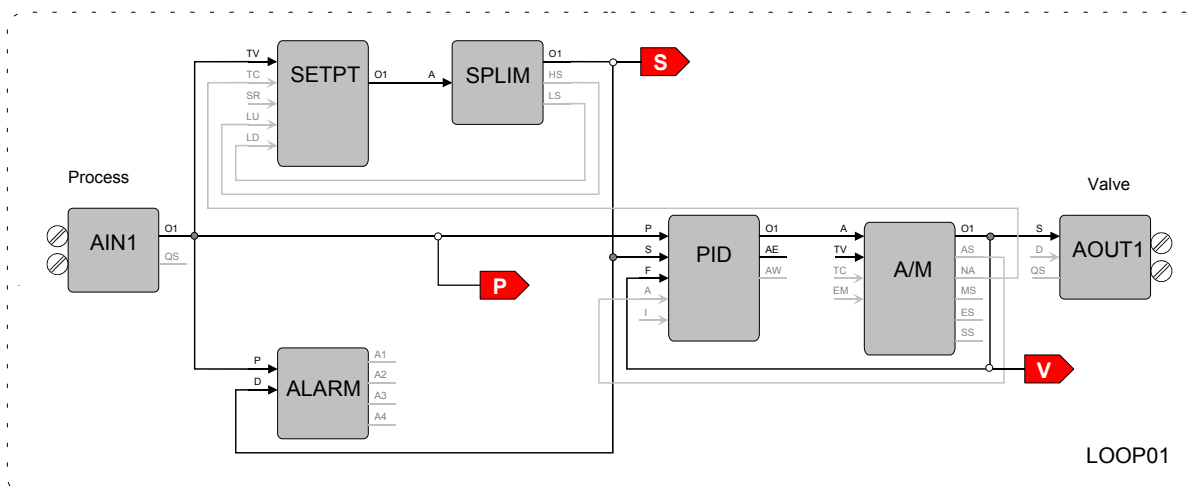 TV
TC
SR
LU
LD
SETPT
O1
A
SPLIM
O1
HS
LS
S
Process
AIN1
O1
QS
P
P
S
F
A
I
PID
O1
AE
AW
A
TV
TC
EM
A/M
O1
AS
NA
MS
ES
SS
Valve
S
D
QS
AOUT1
P
D
ALARM
A1
A2
A3
A4
V
LOOP01